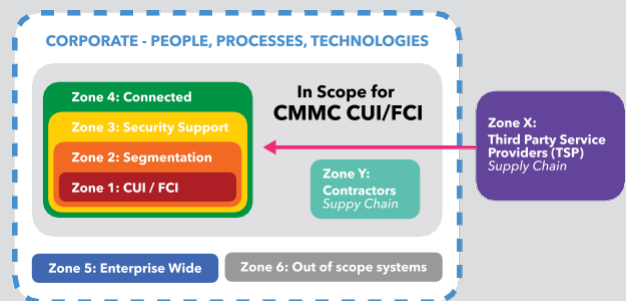 CORPORATE - PEOPLE, PROCESSES, TECHNOLOGIES
Zone 4: Connected
Zone 3: Security Support
Zone 2: Segmentation
Zone 1: CUI / FCI
In Scope for
CMMC CUI/FCI
Zone Y:
Contractors
Suppy Chain
Zone X:
Third Party Service
Providers (TSP)
Supply Chain
Zone 5: Enterprise Wide
Zone 6: Out of scope systems